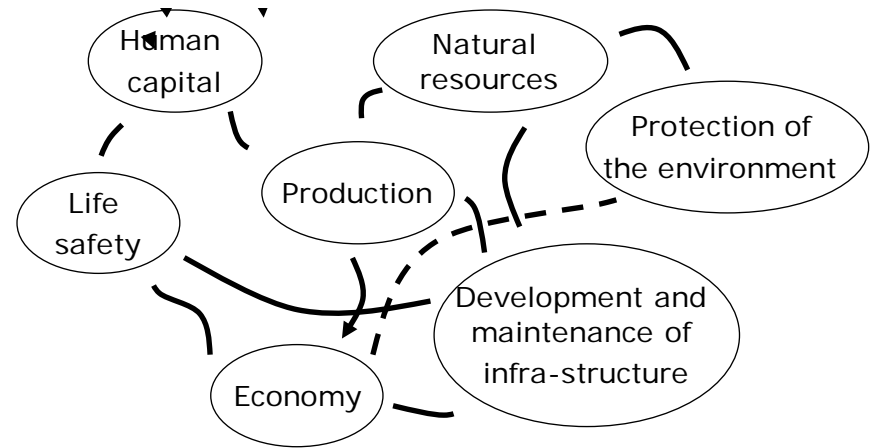 Human
capital
Natural
resources
Protection of
the environment
Production
Life
safety
Development and
maintenance of
infra-structure
Economy